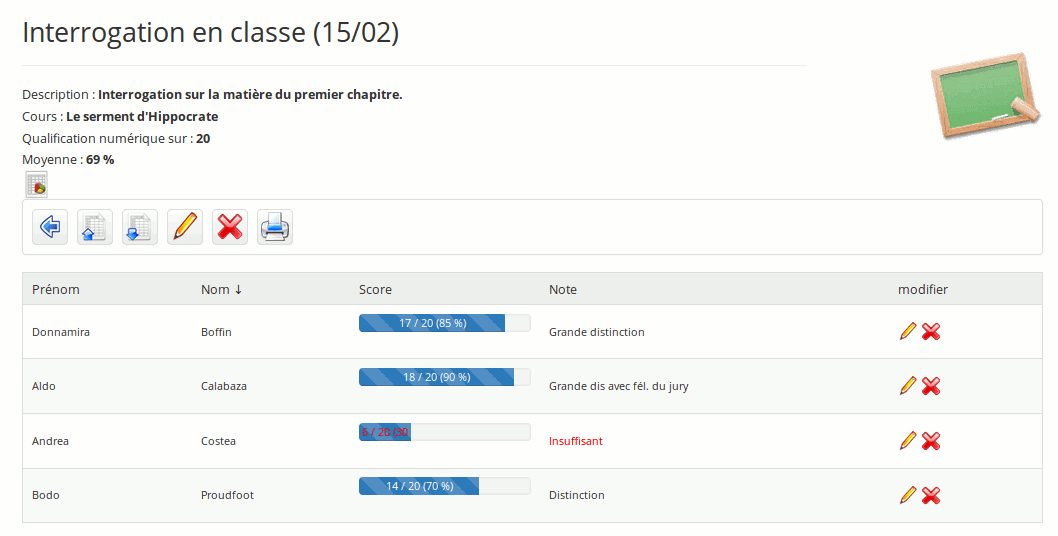 Interrogation en classe (15/02)
Description : Interrogation sur la matière du premier chapitre.
Cours : Le serment d'Hippocrate
Qualification numérique sur : 20
Moyenne : 69 %
Prénom Nom ↓ Score Note modifier
Donnamira Boffin 17 / 20 (85 %) Grande distinction
Aldo Calabaza 18 / 20 (90 %) Grande dis avec fél. du jury
Andrea Costea 6 / 20 (30 Insuffisant
Bodo Proudfoot 14 / 20 (70 %) Distinction